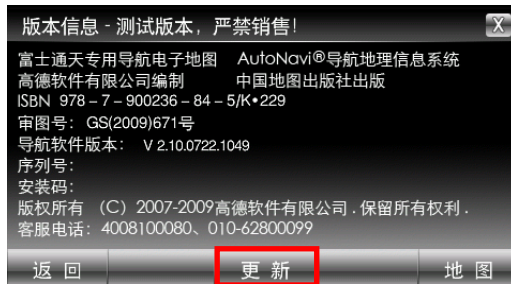 版本信息 - 测试版本，严禁销售！ X
富士通天专用导航电子地图 AutoNavi®导航地理信息系统
高德软件有限公司编制 中国地图出版社出版
ISBN 978 – 7 – 900236 – 84 – 5/K•229
审图号：GS(2009)671号
导航软件版本： V 2.10.0722.1049
序列号：
安装码：
版权所有 （C）2007-2009高德软件有限公司 . 保留所有权利 .
客服电话：4008100080、010-62800099
返 回 更 新 地 图